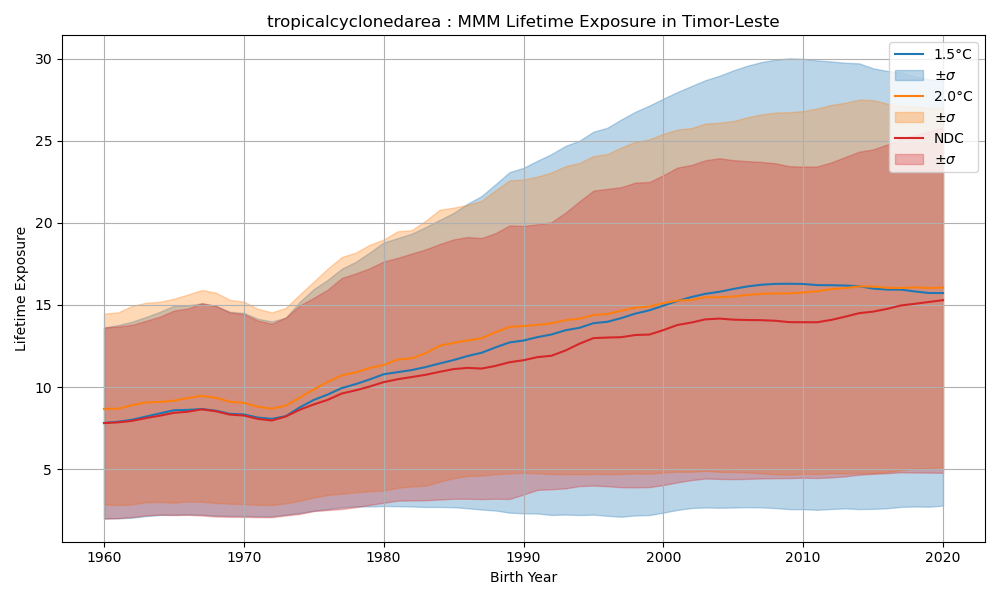 tropicalcyclonedarea : MMM Lifetime Exposure in Timor-Leste
Lifetime Exposure
30
25
20
15
10
5
1960
1970
1980
1990
2000
2010
2020
Birth Year
1.5°C
±σ
2.0°C
±σ
NDC
±σ